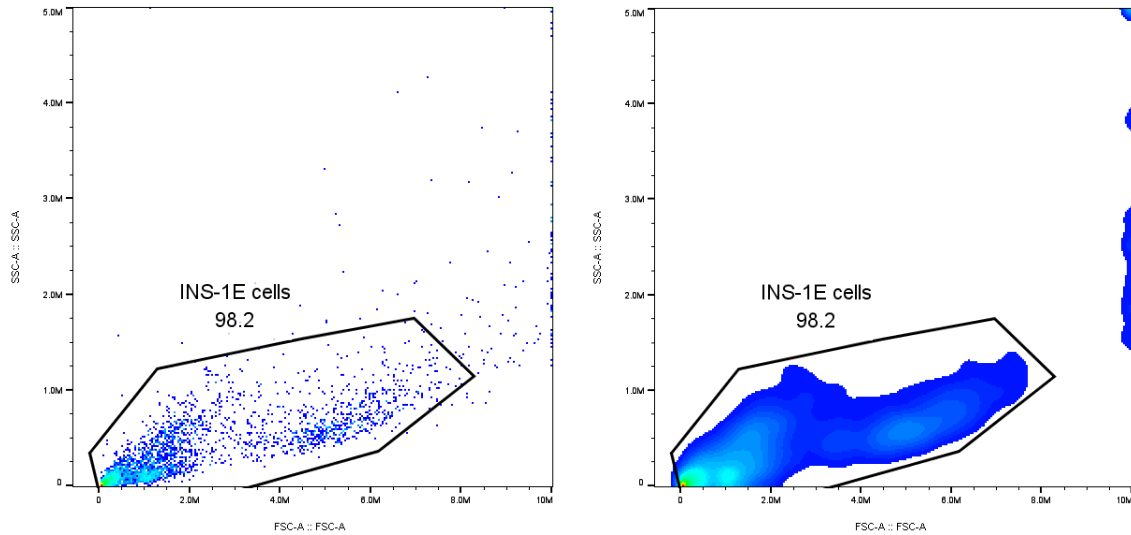 5.0M
4.0M
3.0M
2.0M
1.0M
0
SSC-A :: SSC-A
INS-1E cells
98.2
0
2.0M
4.0M
6.0M
8.0M
10M
FSC-A :: FSC-A
5.0M
4.0M
3.0M
2.0M
1.0M
0
SSC-A :: SSC-A
INS-1E cells
98.2
0
2.0M
4.0M
6.0M
8.0M
10M
FSC-A :: FSC-A